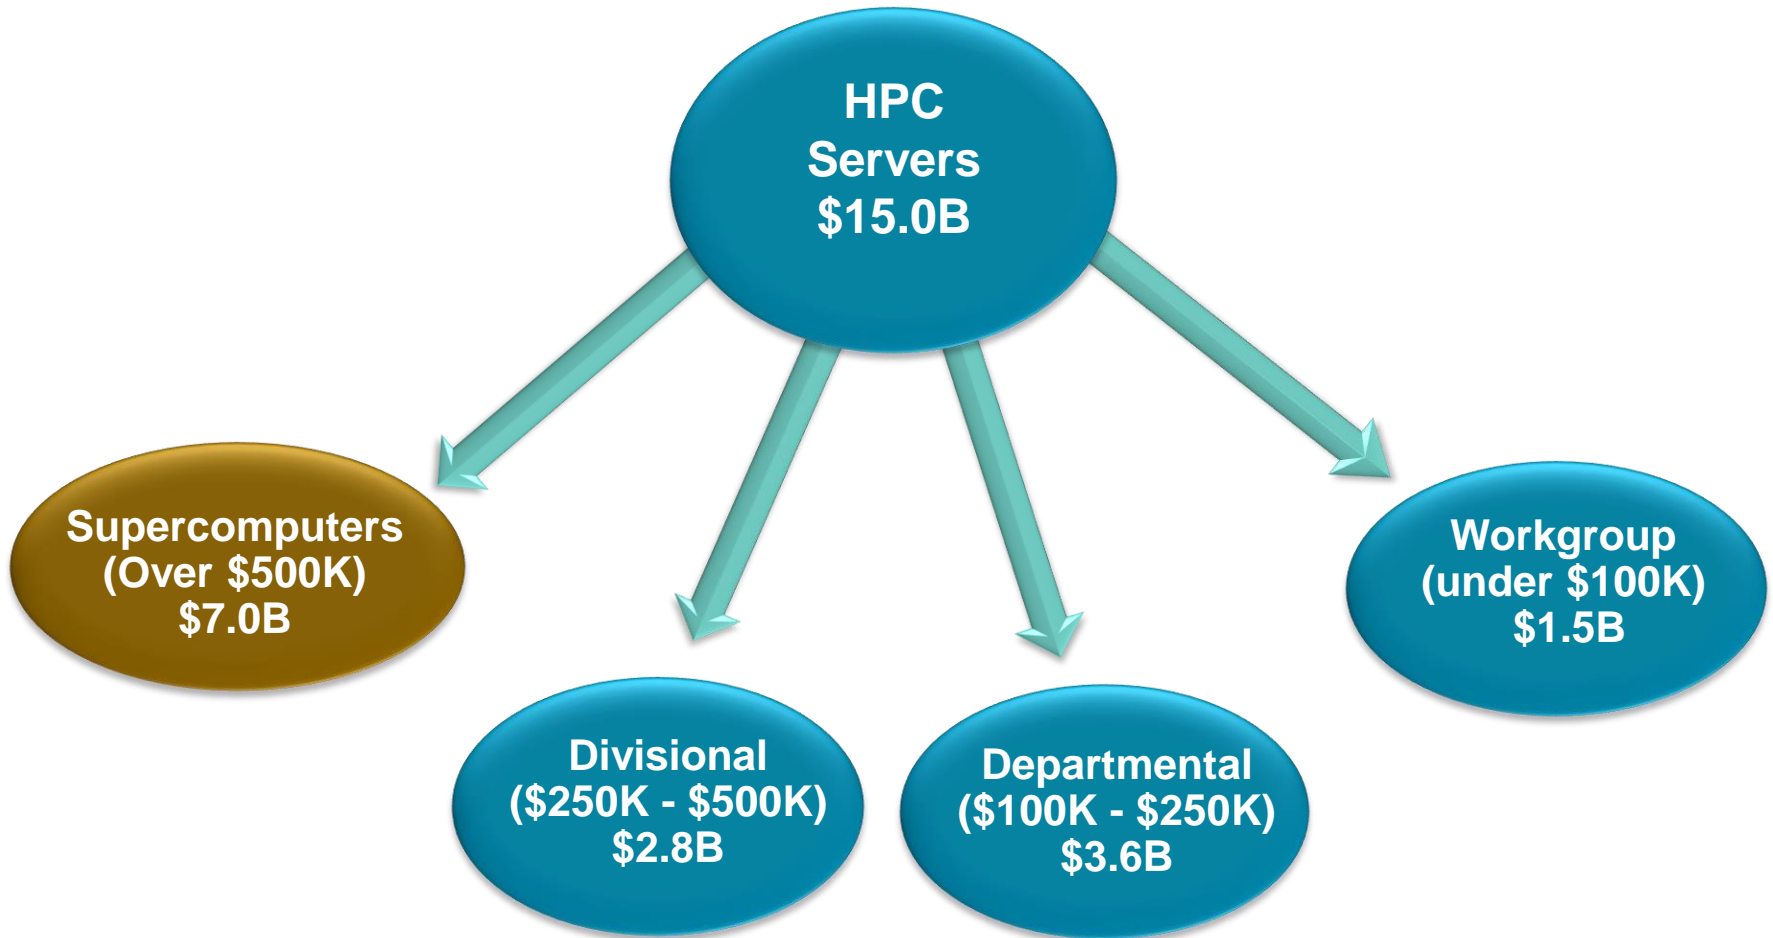 HPC
Servers
$15.0B
Supercomputers
(Over $500K)
$7.0B
Divisional
($250K - $500K)
$2.8B
Departmental
($100K - $250K)
$3.6B
Workgroup
(under $100K)
$1.5B